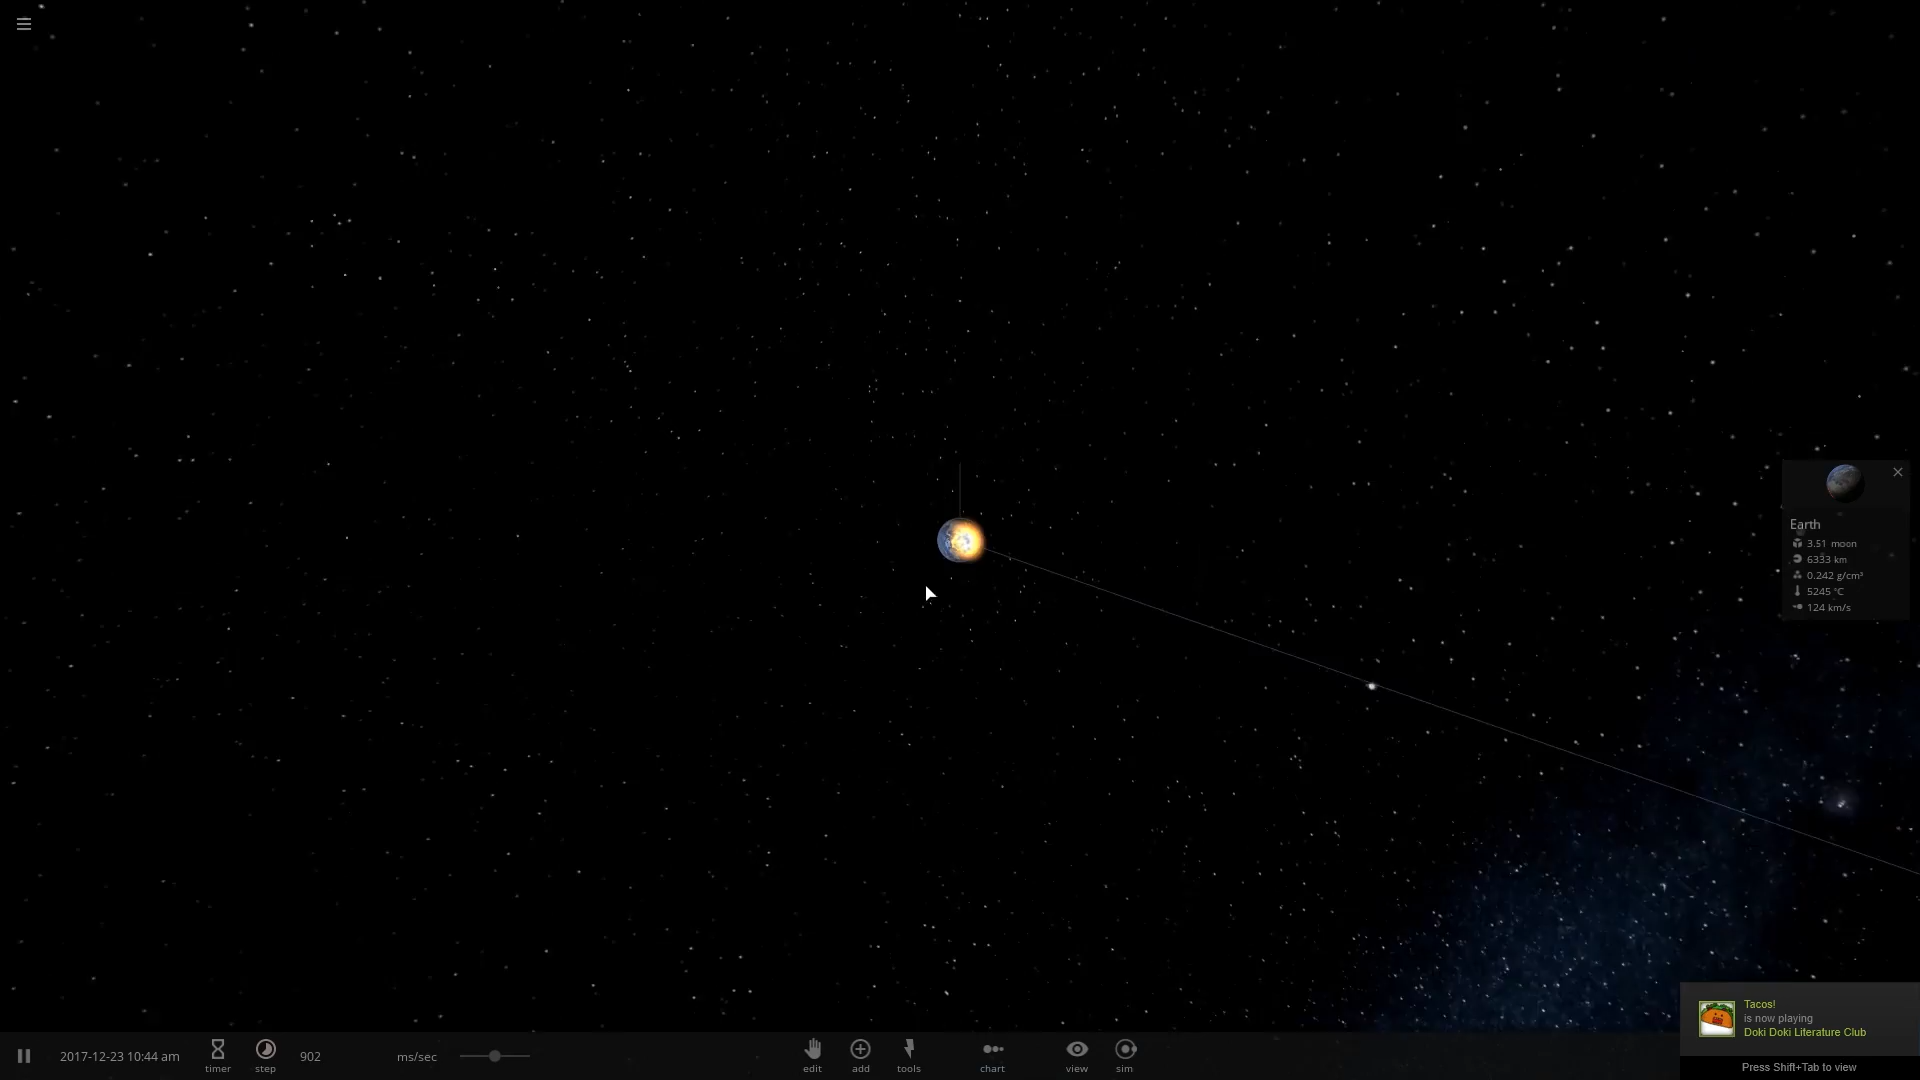 Earth
3.51 moon
6333 km
0.242 g/cm³
5245 °C
124 km/s
Tacos!
is now playing
Doki Doki Literature Club
Press Shift+Tab to view
2017-12-23 10:44 am
timer
step
902
ms/sec
edit
add
tools
chart
view
sim